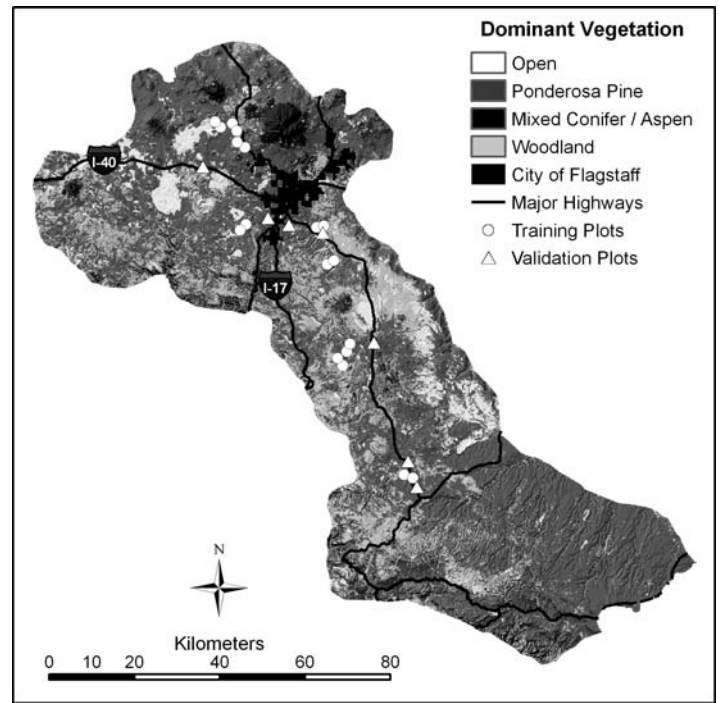 Dominant Vegetation
Open
Ponderosa Pine
Mixed Conifer / Aspen
Woodland
City of Flagstaff
Major Highways
Training Plots
Validation Plots
I-40
I-17
N
Kilometers
0 10 20 40 60 80